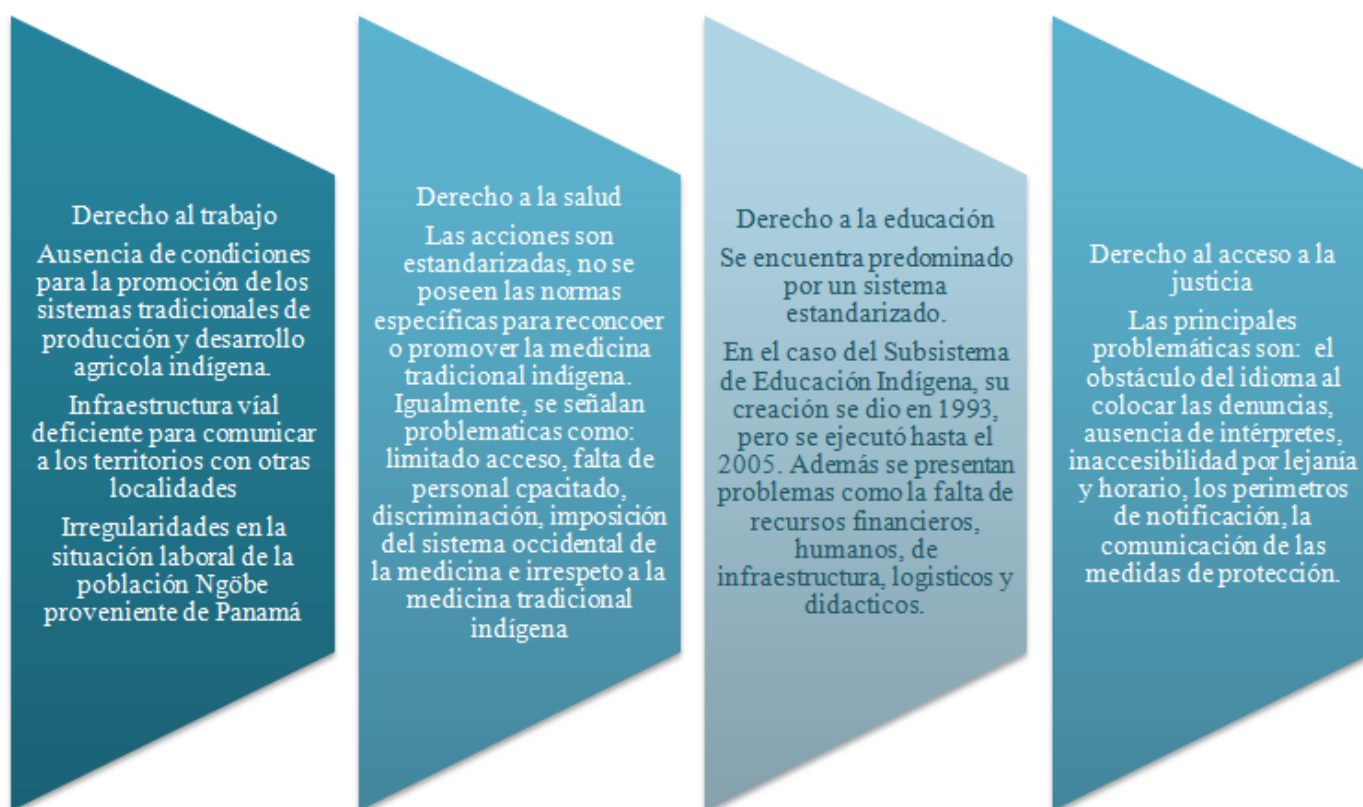 Derecho al trabajo
Ausencia de condiciones
para la promoción de los
sistemas tradicionales de
producción y desarrollo
agricola indígena.
Infraestructura víal
deficiente para comunicar
a los territorios con otras
localidades
Irregularidades en la
situación laboral de la
población Ngöbe
proveniente de Panamá
Derecho a la salud
Las acciones son
estandarizadas, no se
poseen las normas
específicas para reconcoer
o promover la medicina
tradicional indígena.
Igualmente, se señalan
problematicas como:
limitado acceso, falta de
personal cpacitado,
discriminación, imposición
del sistema occidental de
la medicina e irrespeto a la
medicina tradicional
indígena
Derecho a la educación
Se encuentra predominado
por un sistema
estandarizado.
En el caso del Subsistema
de Educación Indígena, su
creación se dio en 1993,
pero se ejecutó hasta el
2005. Además se presentan
problemas como la falta de
recursos financieros,
humanos, de
infraestructura, logisticos y
didacticos.
Derecho al acceso a la
justicia
Las principales
problemáticas son: el
obstáculo del idioma al
colocar las denuncias,
ausencia de intérpretes,
inaccesibilidad por lejanía
y horario, los perimetros
de notificación, la
comunicación de las
medidas de protección.